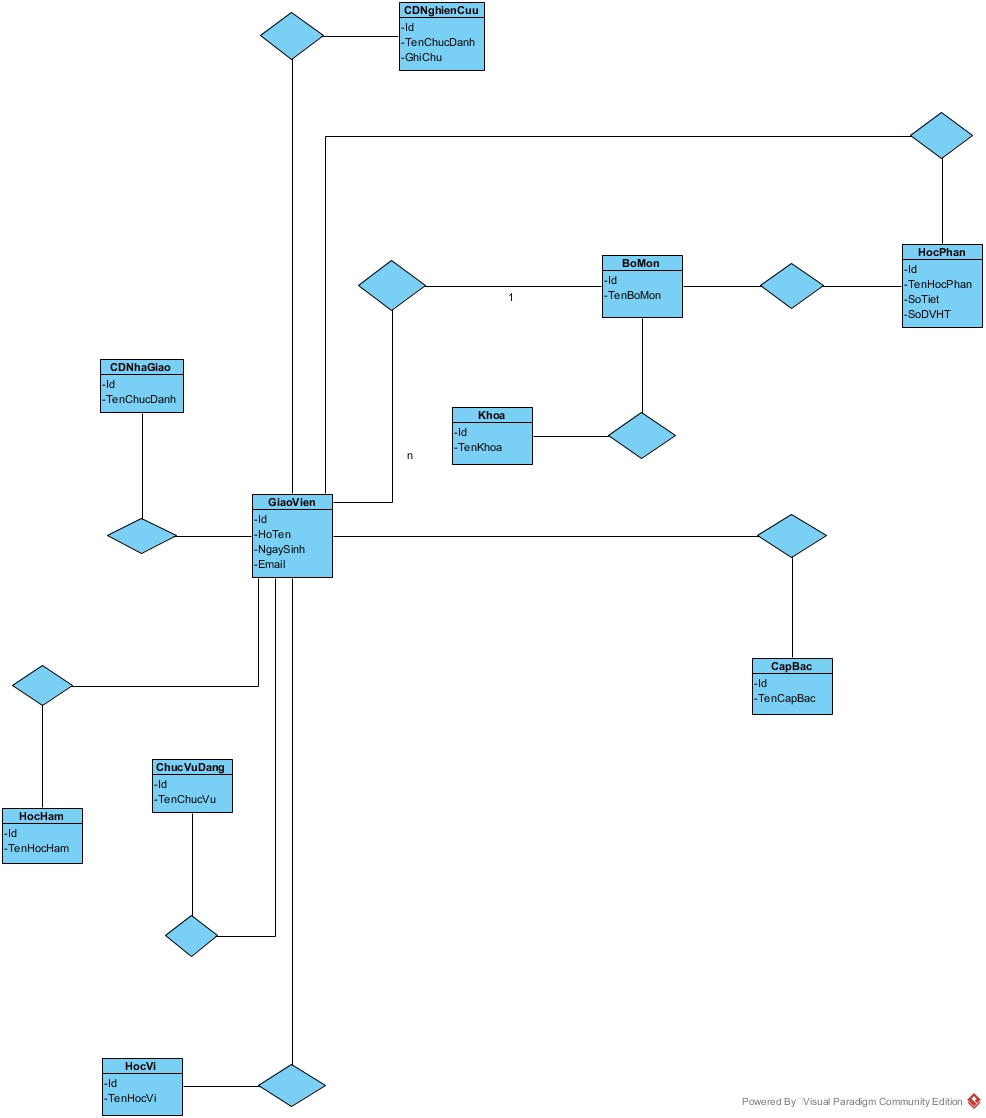 CDNghienCuu
-Id
-TenChucDanh
-GhiChu
HocPhan
-Id
-TenHocPhan
-SoTiet
-SoDVHT
BoMon
-Id
-TenBoMon
1
CDNhaGiao
-Id
-TenChucDanh
Khoa
-Id
-TenKhoa
n
GiaoVien
-Id
-HoTen
-NgaySinh
-Email
CapBac
-Id
-TenCapBac
ChucVuDang
-Id
-TenChucVu
HocHam
-Id
-TenHocHam
HocVi
-Id
-TenHocVi
Powered By Visual Paradigm Community Edition